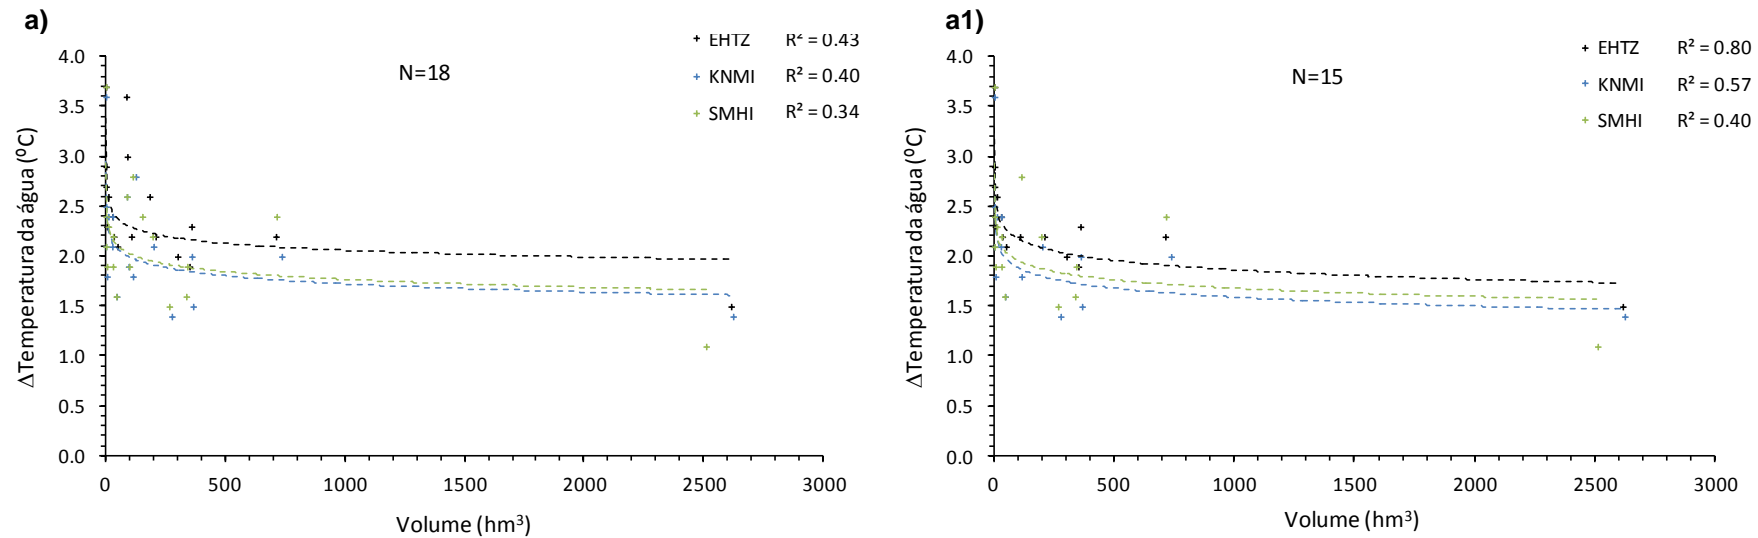 a)
EHTZ R² = 0.43
KNMI R² = 0.40
SMHI R² = 0.34
N=18
4.0
3.5
3.0
2.5
2.0
1.5
1.0
0.5
0.0
ΔTemperatura da água (⁰C)
0 500 1000 1500 2000 2500 3000
Volume (hm³)
a1)
EHTZ R² = 0.80
KNMI R² = 0.57
SMHI R² = 0.40
N=15
4.0
3.5
3.0
2.5
2.0
1.5
1.0
0.5
0.0
ΔTemperatura da água (⁰C)
0 500 1000 1500 2000 2500 3000
Volume (hm³)